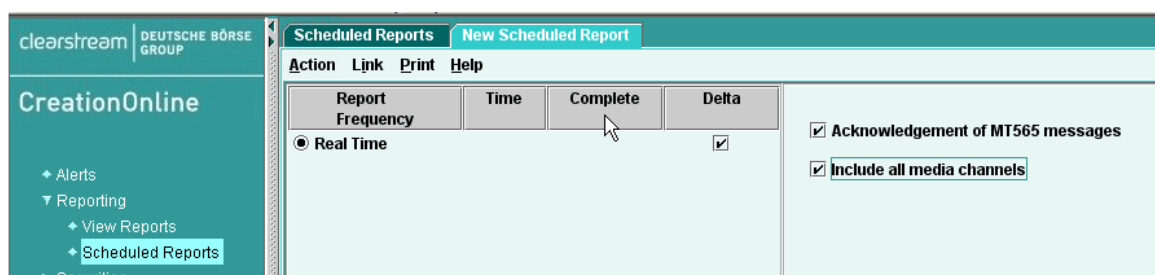 clearstream DEUTSCHE BÖRSE GROUP
Scheduled Reports New Scheduled Report
Action Link Print Help
CreationOnline
Report Frequency Time Complete Delta
Real Time
Acknowledgement of MT565 messages
Include all media channels
Alerts
Reporting
View Reports
Scheduled Reports